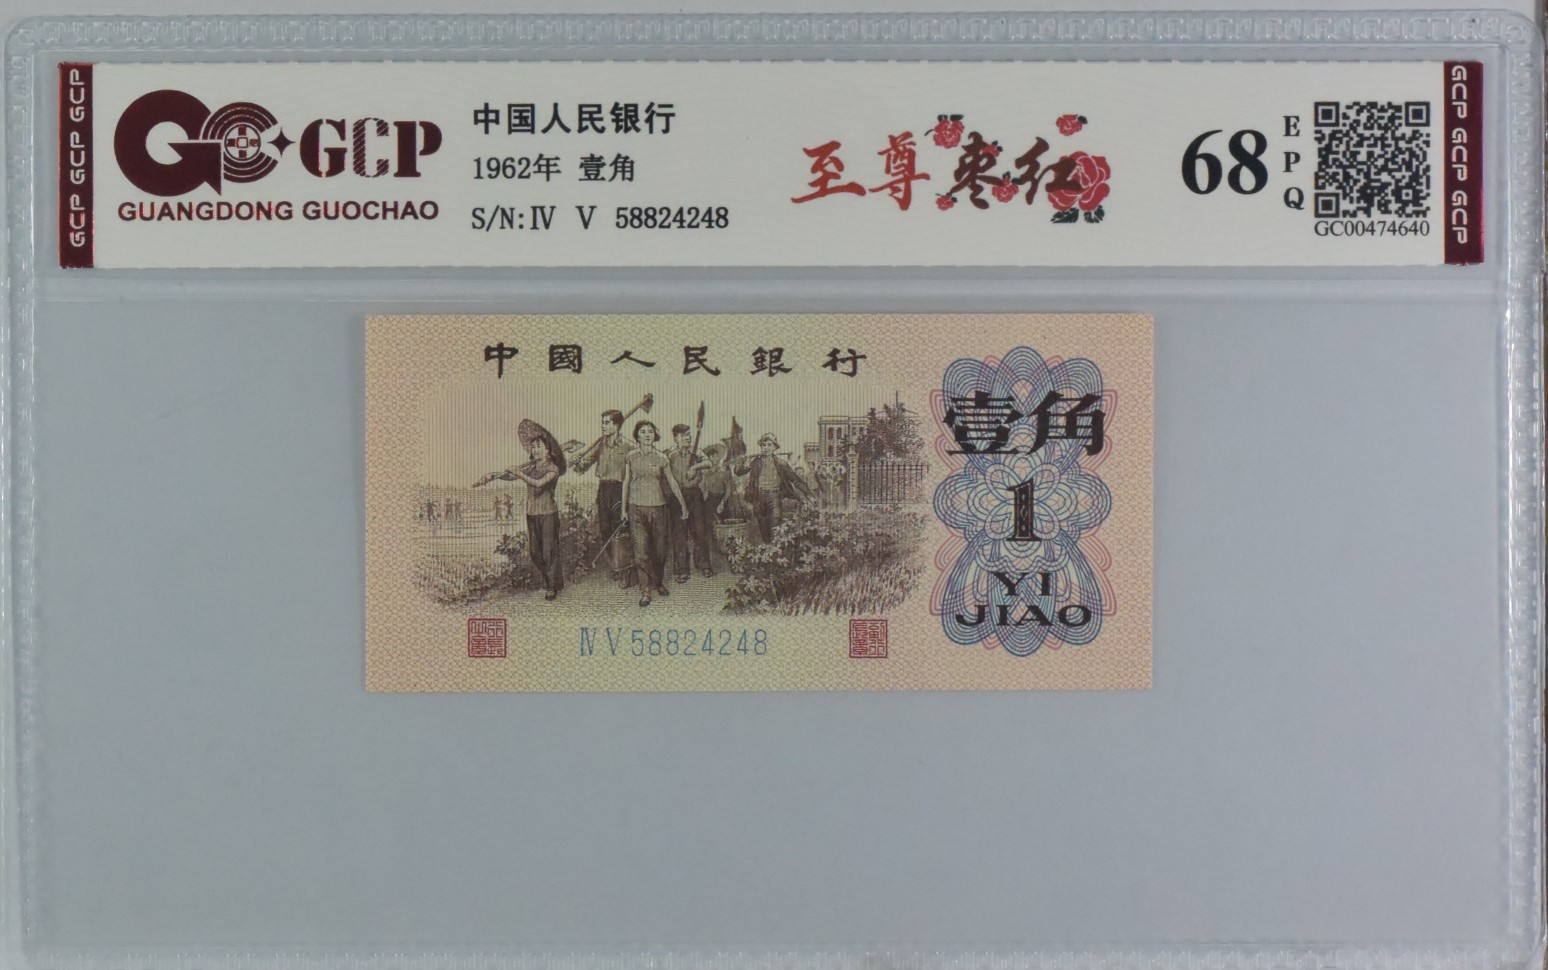 GCP GCP GCP
GCP
GUANGDONG GUOCHAO
中国人民银行
1962年 壹角
S/N:Ⅳ Ⅴ 58824248
至尊枣红
68
EPQ
GC00474640
GCP GCP GCP
中國人民銀行
壹角
1
YI
JIAO
ⅣⅤ58824248